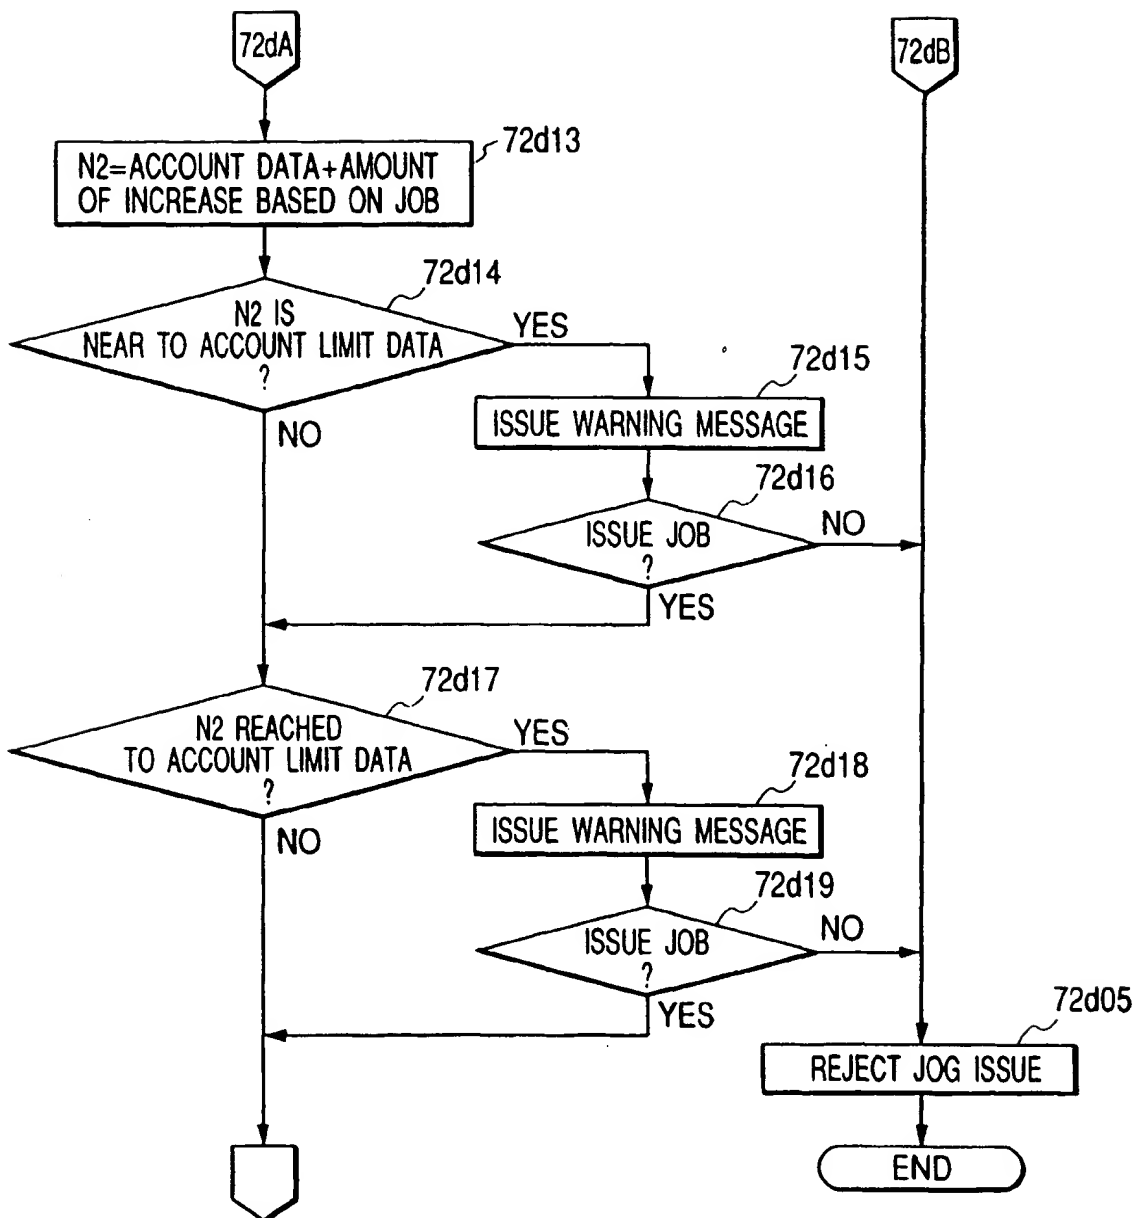 72dA
72dB
72d13
N2=ACCOUNT DATA+AMOUNT
OF INCREASE BASED ON JOB
72d14
N2 IS
NEAR TO ACCOUNT LIMIT DATA
?
YES
NO
72d15
ISSUE WARNING MESSAGE
72d16
ISSUE JOB
?
NO
YES
72d17
N2 REACHED
TO ACCOUNT LIMIT DATA
?
YES
NO
72d18
ISSUE WARNING MESSAGE
72d19
ISSUE JOB
?
NO
YES
72d05
REJECT JOG ISSUE
END